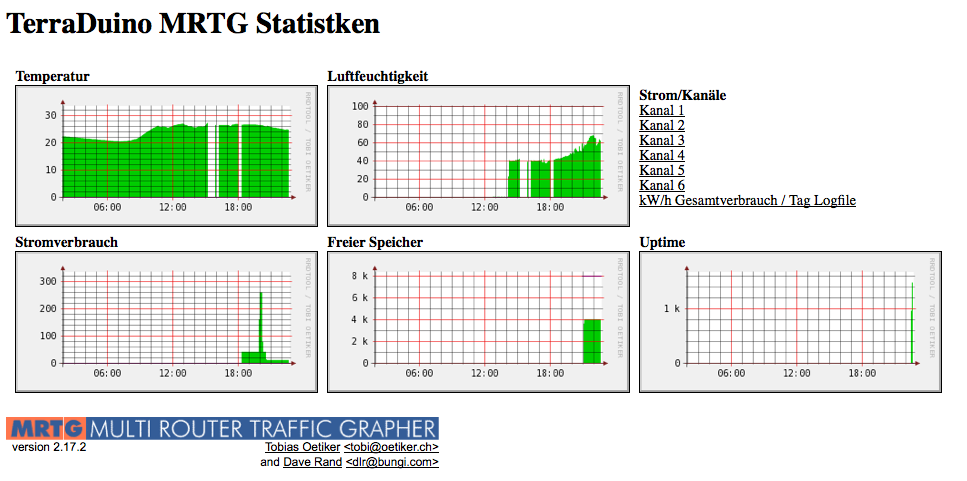 TerraDuino MRTG Statistken
Temperatur
30
20
10
0
06:00 12:00 18:00
RRDTOOL / TOBI OETIKER
Luftfeuchtigkeit
100
80
60
40
20
0
06:00 12:00 18:00
RRDTOOL / TOBI OETIKER
Strom/Kanäle
Kanal 1
Kanal 2
Kanal 3
Kanal 4
Kanal 5
Kanal 6
kW/h Gesamtverbrauch / Tag Logfile
Stromverbrauch
300
200
100
0
06:00 12:00 18:00
RRDTOOL / TOBI OETIKER
Freier Speicher
8 k
6 k
4 k
2 k
0
06:00 12:00 18:00
RRDTOOL / TOBI OETIKER
Uptime
1 k
0
06:00 12:00 18:00
RRDTOOL / TOBI OETIKER
MRTG MULTI ROUTER TRAFFIC GRAPHER
version 2.17.2 Tobias Oetiker <tobi@oetiker.ch>
and Dave Rand <dlr@bungi.com>